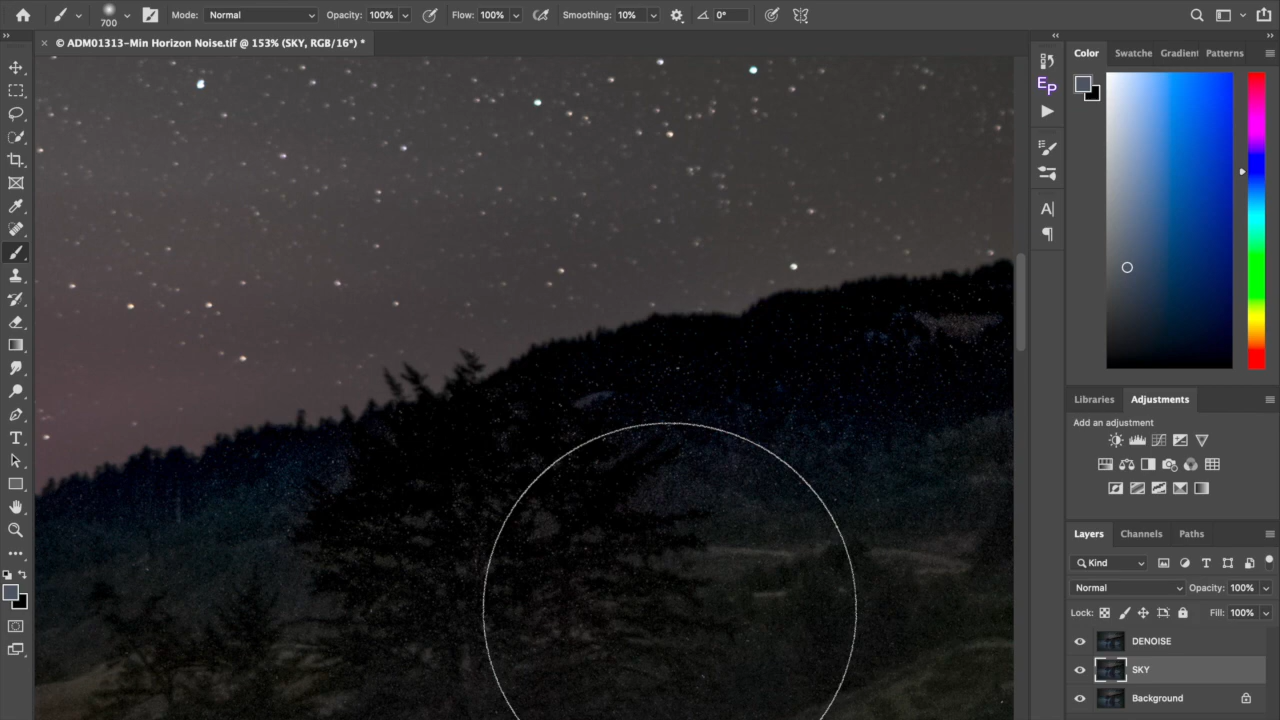 700
Mode: Normal
Opacity: 100%
Flow: 100%
Smoothing: 10%
0°
× © ADM01313-Min Horizon Noise.tif @ 153% (SKY, RGB/16*) *
Color Swatche Gradient Patterns
EP
A|
Libraries Adjustments
Add an adjustment
Layers Channels Paths
Kind
Normal Opacity: 100%
Lock: Fill: 100%
DENOISE
SKY
Background